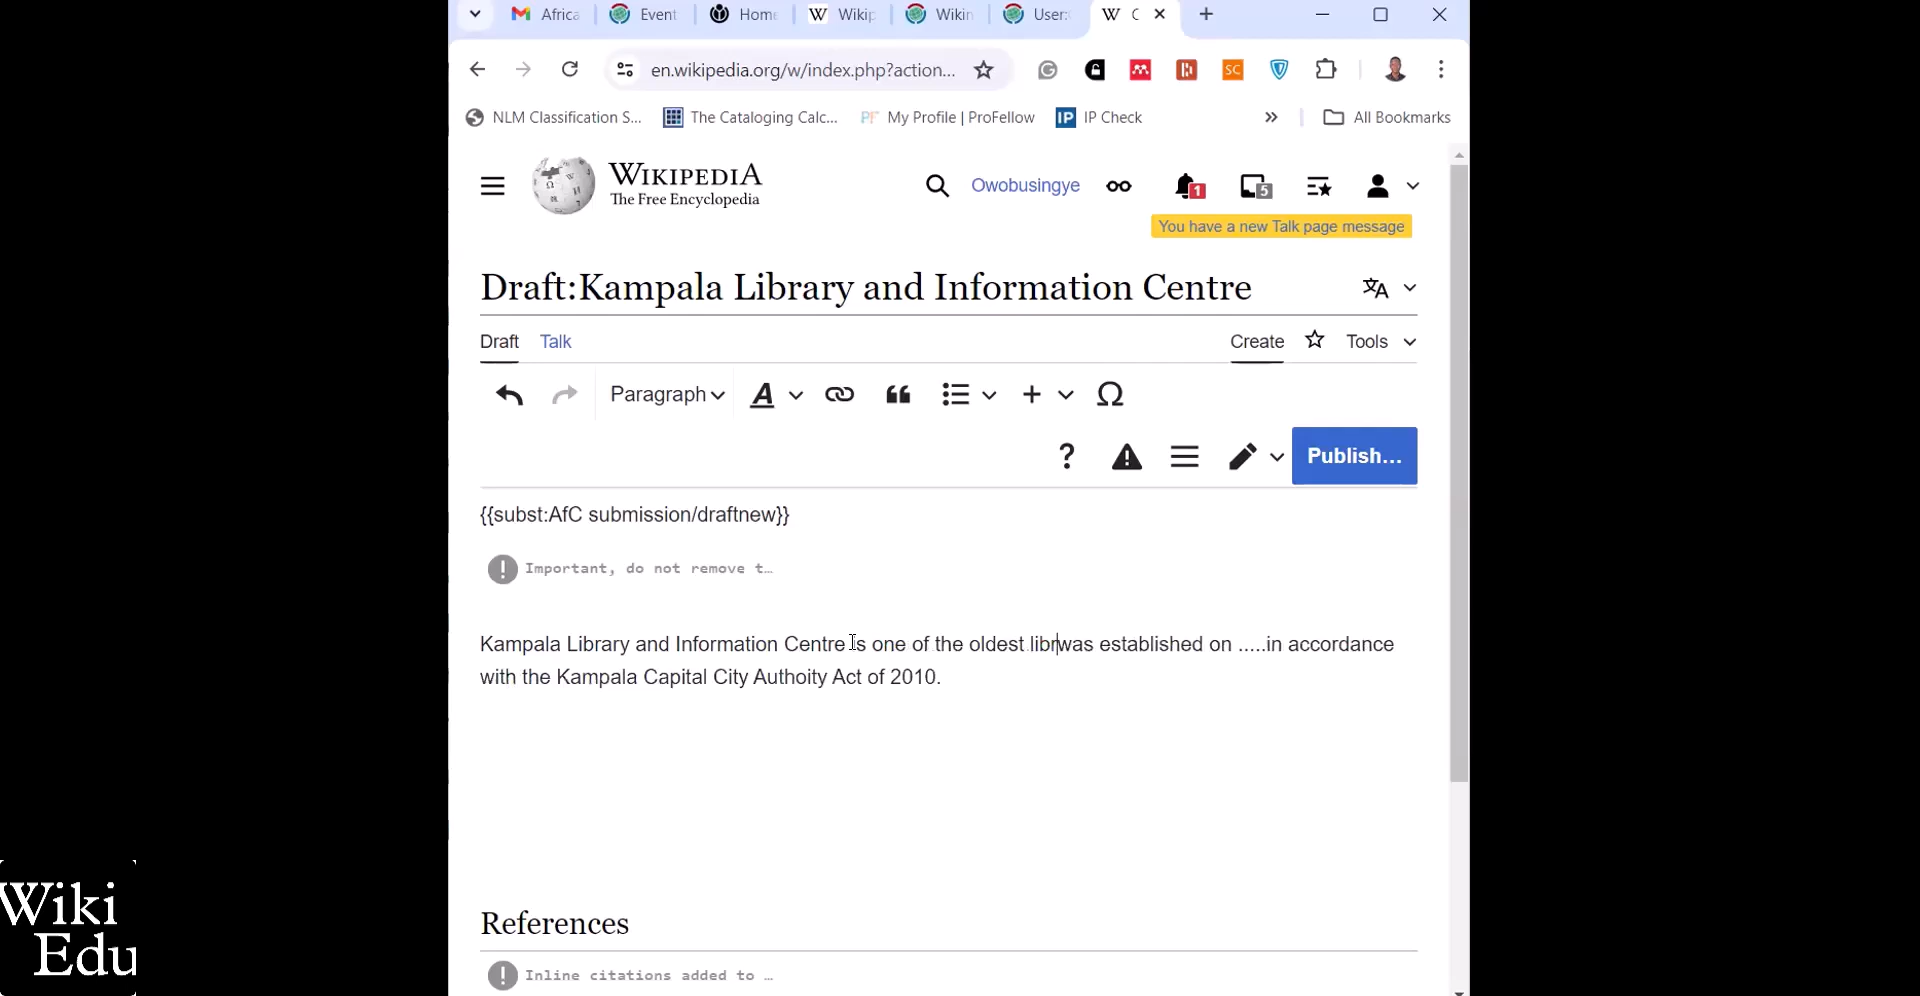 Africa
Event
Home
Wikip
Wikin
User:
C
en.wikipedia.org/w/index.php?action...
NLM Classification S...
The Cataloging Calc...
PF My Profile | ProFellow
IP IP Check
»
All Bookmarks
WIKIPEDIA
The Free Encyclopedia
Owobusingye
1
5
You have a new Talk page message
Draft:Kampala Library and Information Centre
Draft
Talk
Create
Tools
Paragraph
A
Ω
?
Publish...
{{subst:AfC submission/draftnew}}
Important, do not remove t…
Kampala Library and Information Centre is one of the oldest librwas established on .....in accordance
with the Kampala Capital City Authoity Act of 2010.
References
Inline citations added to …
Wiki
Edu